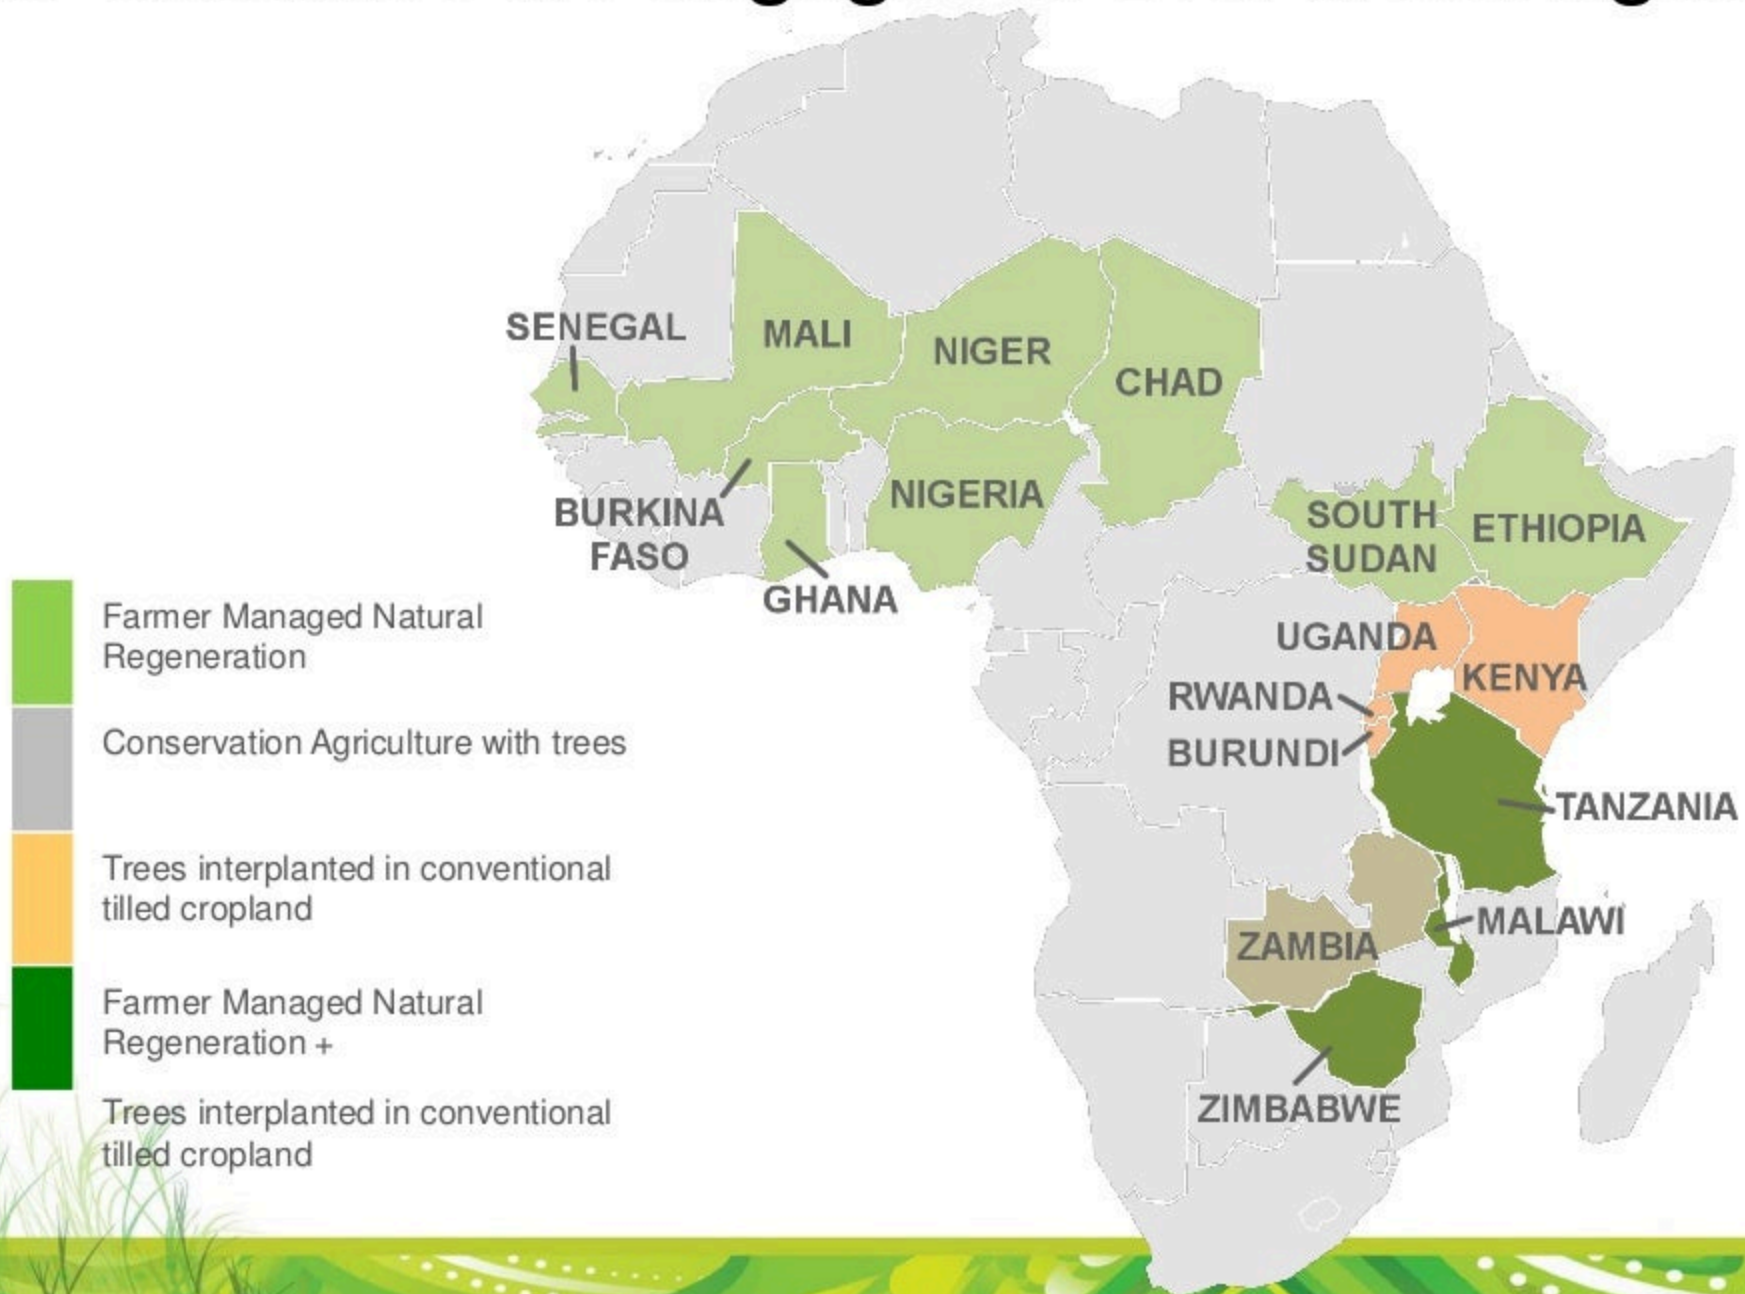 SENEGAL
MALI
NIGER
CHAD
BURKINA
FASO
NIGERIA
GHANA
SOUTH
SUDAN
ETHIOPIA
UGANDA
KENYA
RWANDA
BURUNDI
TANZANIA
MALAWI
ZAMBIA
ZIMBABWE
Farmer Managed Natural
Regeneration
Conservation Agriculture with trees
Trees interplanted in conventional
tilled cropland
Farmer Managed Natural
Regeneration +
Trees interplanted in conventional
tilled cropland